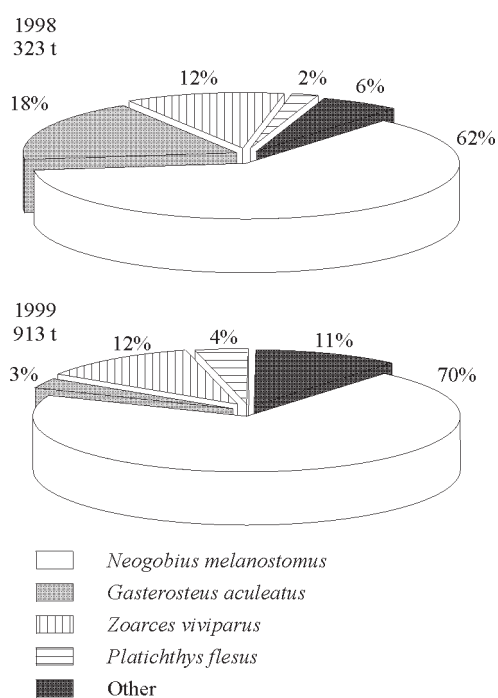 1998
323 t
12%
2%
6%
18%
62%
1999
913 t
12%
4%
11%
3%
70%
Neogobius melanostomus
Gasterosteus aculeatus
Zoarces viviparus
Platichthys flesus
Other